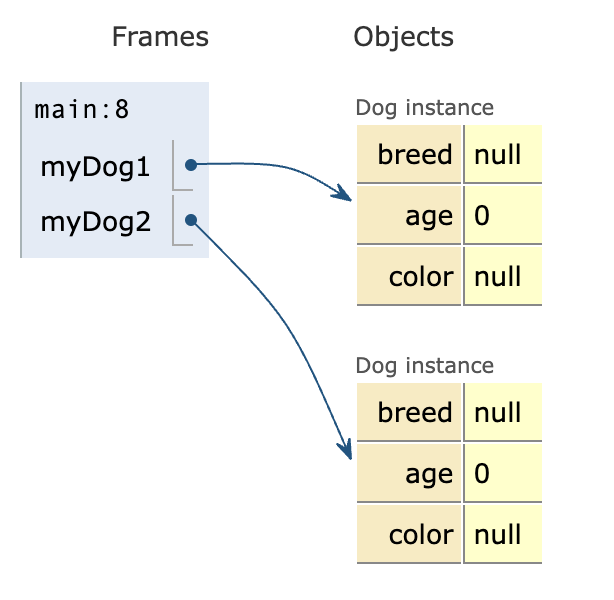 Frames
Objects
main:8
myDog1
myDog2
Dog instance
breed null
age 0
color null
Dog instance
breed null
age 0
color null